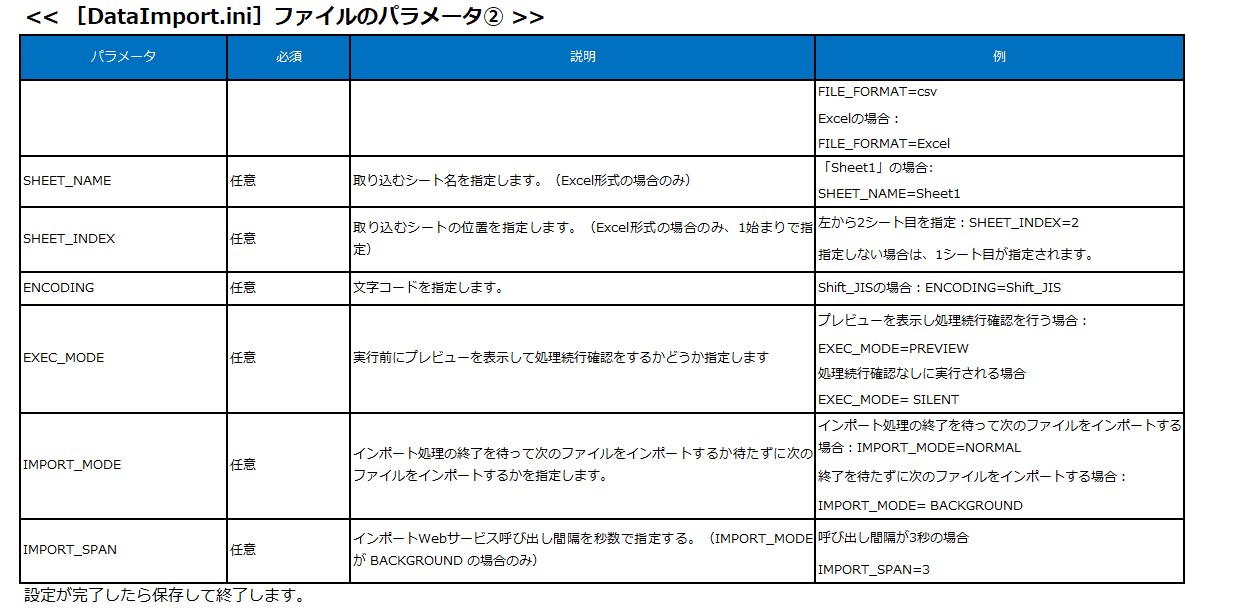 << ［DataImport.ini］ファイルのパラメータ② >>
パラメータ 必須 説明 例
FILE_FORMAT=csv
Excelの場合：
FILE_FORMAT=Excel
SHEET_NAME 任意 取り込むシート名を指定します。（Excel形式の場合のみ） 「Sheet1」の場合:
SHEET_NAME=Sheet1
SHEET_INDEX 任意 取り込むシートの位置を指定します。（Excel形式の場合のみ、1始まりで指
定） 左から2シート目を指定：SHEET_INDEX=2
指定しない場合は、1シート目が指定されます。
ENCODING 任意 文字コードを指定します。 Shift_JISの場合：ENCODING=Shift_JIS
EXEC_MODE 任意 実行前にプレビューを表示して処理続行確認をするかどうか指定します プレビューを表示し処理続行確認を行う場合：
EXEC_MODE=PREVIEW
処理続行確認なしに実行される場合
EXEC_MODE= SILENT
IMPORT_MODE 任意 インポート処理の終了を待って次のファイルをインポートするか待たずに次の
ファイルをインポートするかを指定します。 インポート処理の終了を待って次のファイルをインポートする
場合：IMPORT_MODE=NORMAL
終了を待たずに次のファイルをインポートする場合：
IMPORT_MODE= BACKGROUND
IMPORT_SPAN 任意 インポートWebサービス呼び出し間隔を秒数で指定する。（IMPORT_MODE
が BACKGROUND の場合のみ） 呼び出し間隔が3秒の場合
IMPORT_SPAN=3
設定が完了したら保存して終了します。